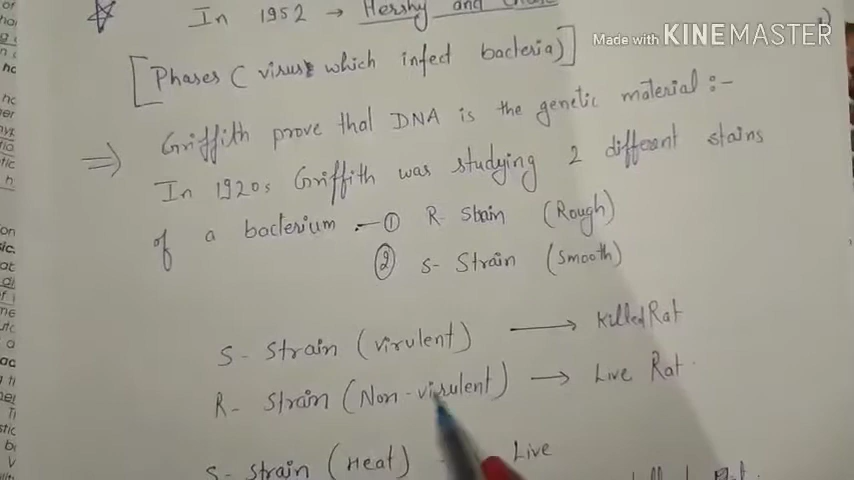 In 1952 → Hershy and Chase
Made with KINEMASTER
[Phases (virus which infect bacteria)]
⇒ Griffith prove that DNA is the genetic material :-
In 1920s Griffith was studying 2 different stains
of a bacterium – ① R- Stain (Rough)
② S- Strain (Smooth)
S- Strain (virulent) → Killed Rat
R- Strain (Non-virulent) → Live Rat.
S- Strain (Heat) Live